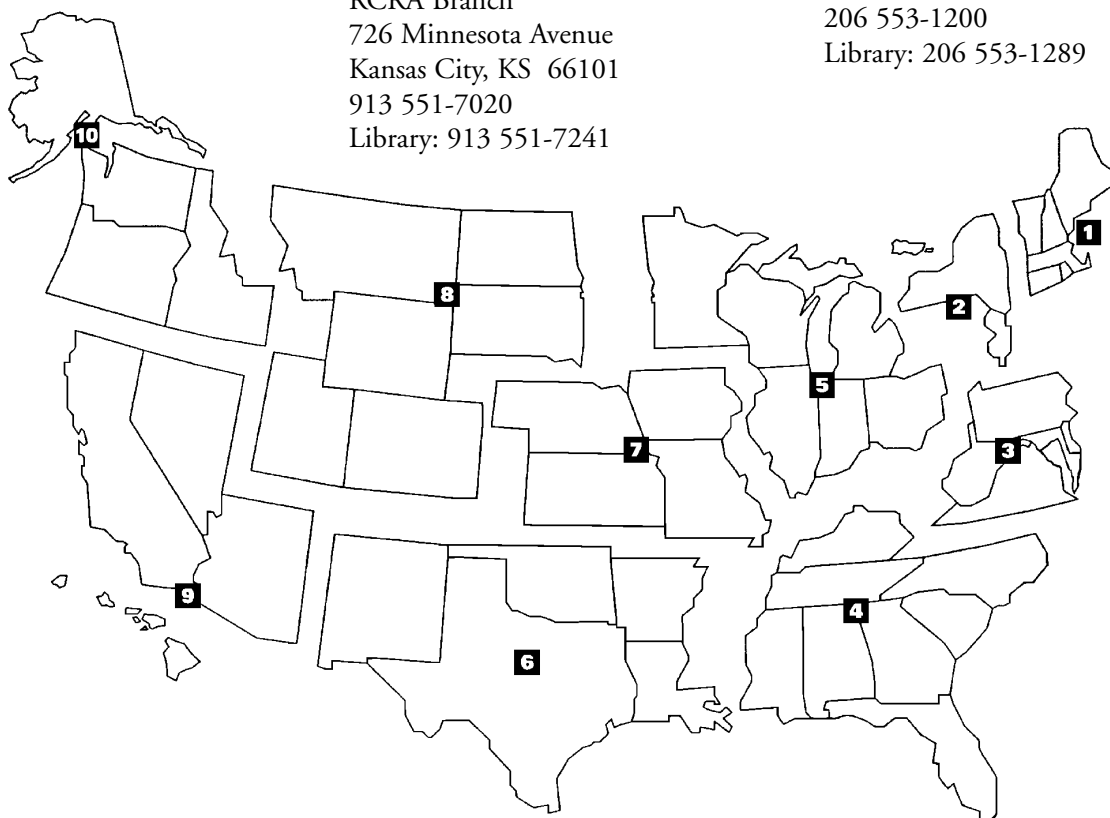 RCRA Branch
726 Minnesota Avenue
Kansas City, KS 66101
913 551-7020
Library: 913 551-7241
206 553-1200
Library: 206 553-1289
10
1
8
2
5
7
3
9
4
6